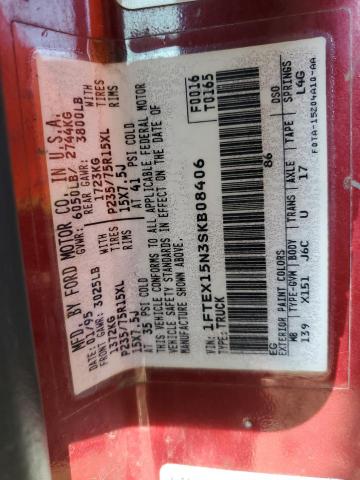 MFD. BY FORD MOTOR CO. IN U.S.A.
01/95 GVWR: 6050LB/ 2744KG
FRONT GAWR: 3025LB REAR GAWR: 3800LB
1372KG 1723KG
P235/75R15XL TIRES P235/75R15XL TIRES
15X7.5J RIMS 15X7.5J RIMS
AT 35 PSI COLD AT 41 PSI COLD
THIS VEHICLE CONFORMS TO ALL APPLICABLE FEDERAL MOTOR
VEHICLE SAFETY STANDARDS IN EFFECT ON THE DATE OF
MANUFACTURE SHOWN ABOVE.
VIN: 1FTEX15N3SKB08406 F0016
TYPE: TRUCK T0165
EG 86
EXTERIOR PAINT COLORS DSO
WB TYPE-GVW BODY TRANS AXLE TAPE SPRINGS
139 X151 J6C U 17 L4G
F0TA-15204A10-AA